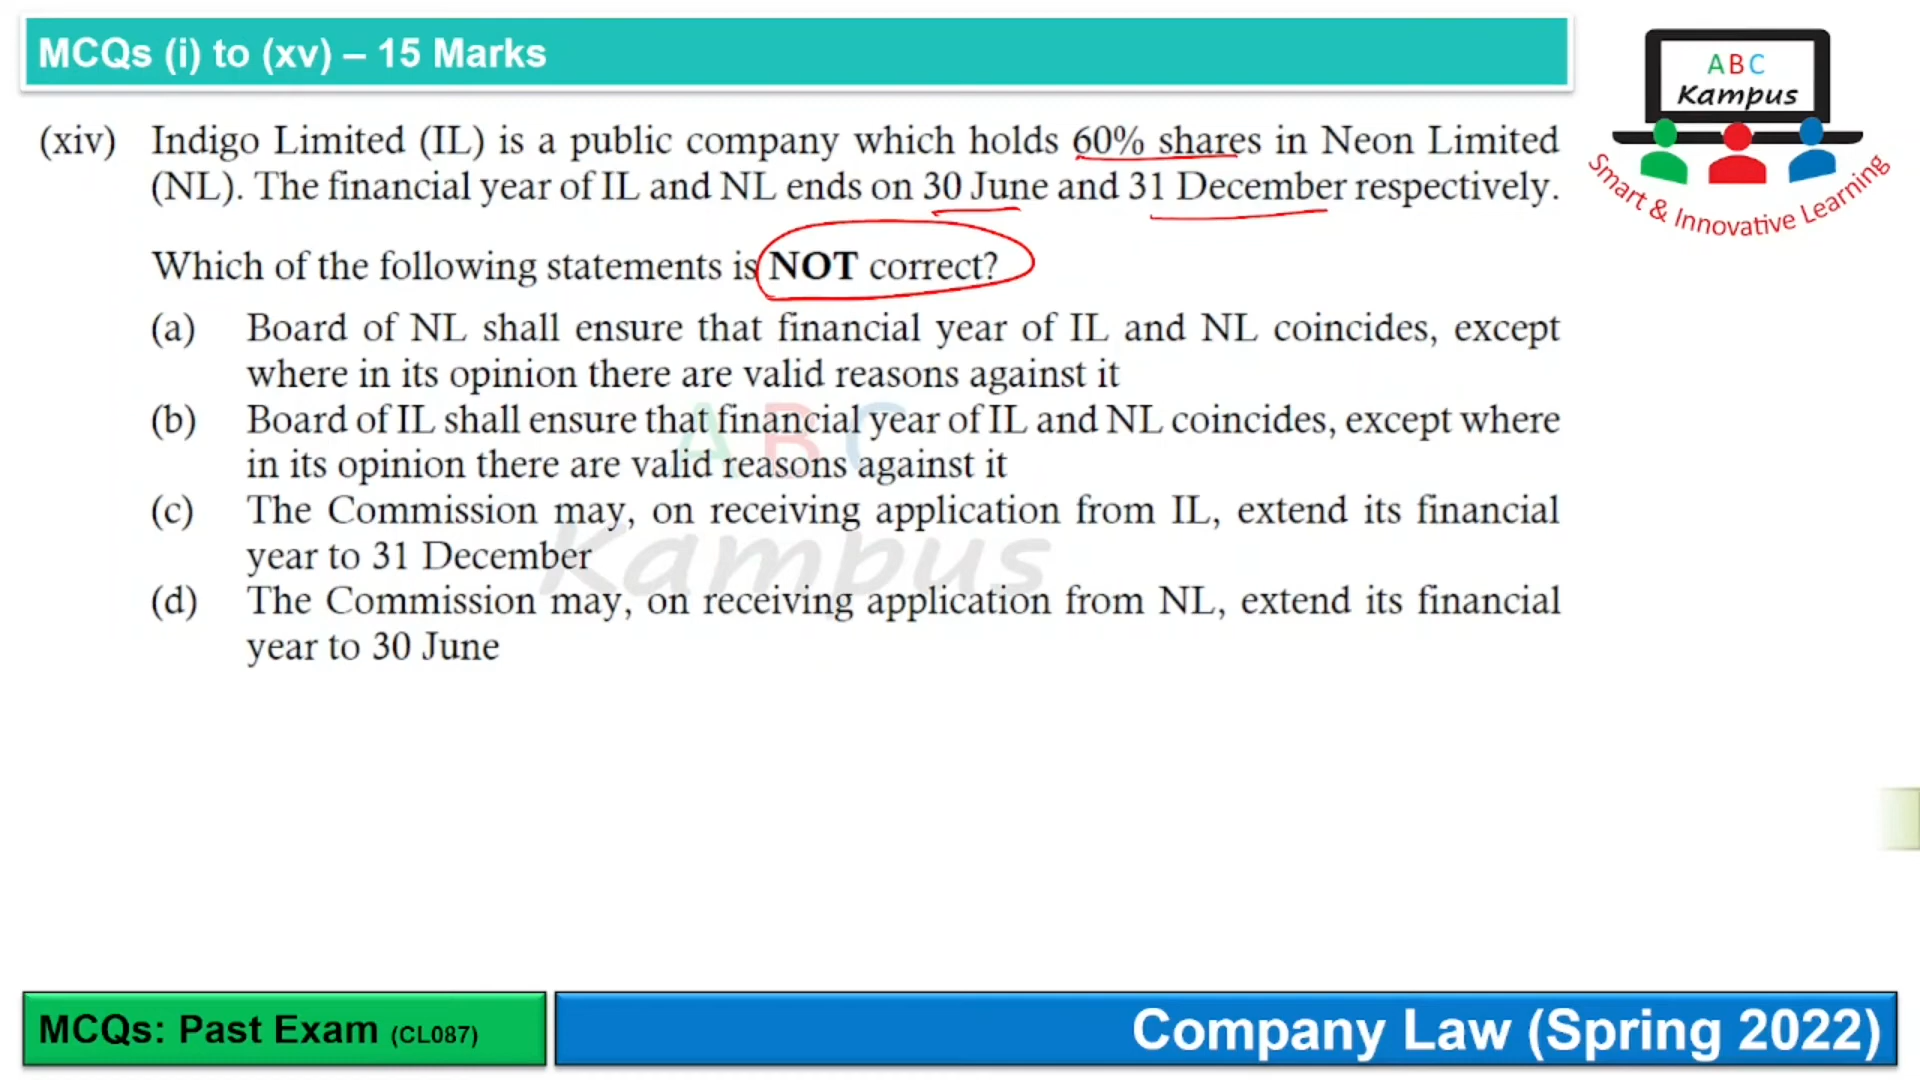 MCQs (i) to (xv) – 15 Marks
ABC
Kampus
Smart & Innovative Learning
(xiv) Indigo Limited (IL) is a public company which holds 60% shares in Neon Limited
(NL). The financial year of IL and NL ends on 30 June and 31 December respectively.
Which of the following statements is NOT correct?
(a) Board of NL shall ensure that financial year of IL and NL coincides, except
where in its opinion there are valid reasons against it
(b) Board of IL shall ensure that financial year of IL and NL coincides, except where
in its opinion there are valid reasons against it
(c) The Commission may, on receiving application from IL, extend its financial
year to 31 December
(d) The Commission may, on receiving application from NL, extend its financial
year to 30 June
ABC
Kampus
MCQs: Past Exam (CL087)
Company Law (Spring 2022)